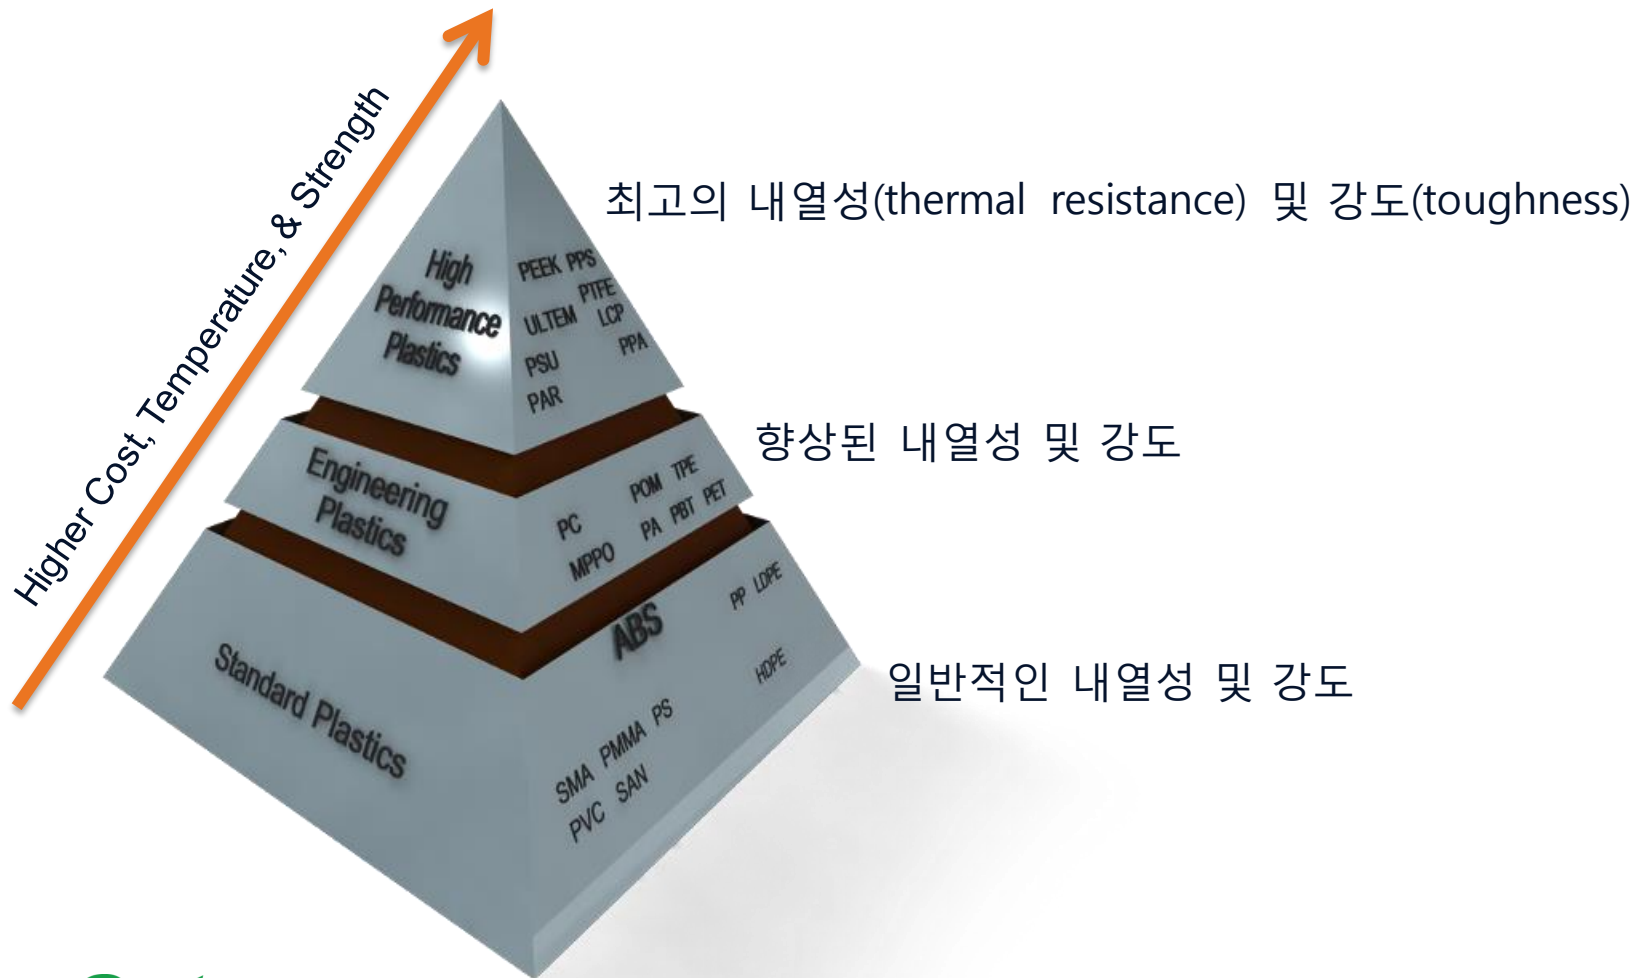 Higher Cost, Temperature, & Strength
최고의 내열성(thermal resistance) 및 강도(toughness)
High
Performance
Plastics
PEEK PPS
PTFE
ULTEM LCP
PSU PPA
PAR
향상된 내열성 및 강도
Engineering
Plastics
POM TPE
PC PA PBT PET
MPPO
일반적인 내열성 및 강도
Standard Plastics
ABS
PP LDPE
HDPE
SMA PMMA PS
PVC SAN